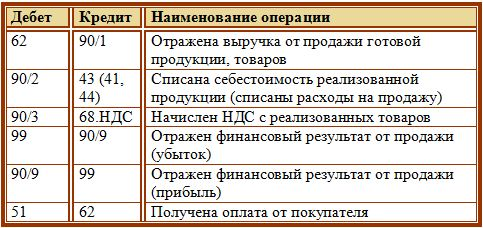 Дебет Кредит Наименование операции
62 90/1 Отражена выручка от продажи готовой
продукции, товаров
90/2 43 (41, Списана себестоимость реализованной
44) продукции (списаны расходы на продажу)
90/3 68.НДС Начислен НДС с реализованных товаров
99 90/9 Отражен финансовый результат от продажи
(убыток)
90/9 99 Отражен финансовый результат от продажи
(прибыль)
51 62 Получена оплата от покупателя